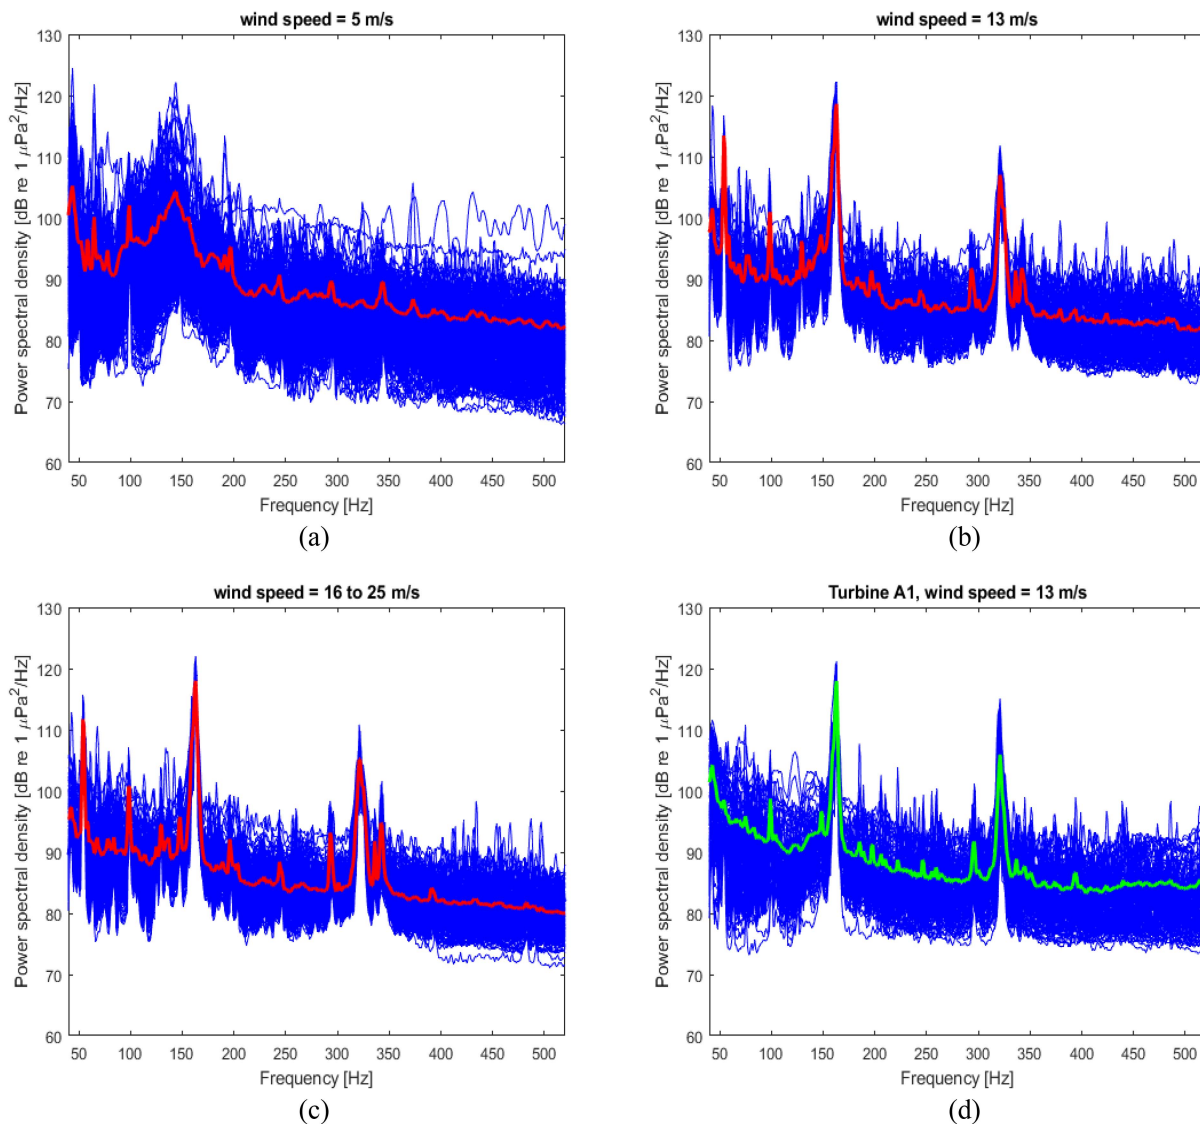 wind speed = 5 m/s
130
120
110
100
90
80
70
60
Power spectral density [dB re 1 μPa²/Hz]
50 100 150 200 250 300 350 400 450 500
Frequency [Hz]
(a)
wind speed = 13 m/s
130
120
110
100
90
80
70
60
Power spectral density [dB re 1 μPa²/Hz]
50 100 150 200 250 300 350 400 450 500
Frequency [Hz]
(b)
wind speed = 16 to 25 m/s
130
120
110
100
90
80
70
60
Power spectral density [dB re 1 μPa²/Hz]
50 100 150 200 250 300 350 400 450 500
Frequency [Hz]
(c)
Turbine A1, wind speed = 13 m/s
130
120
110
100
90
80
70
60
Power spectral density [dB re 1 μPa²/Hz]
50 100 150 200 250 300 350 400 450 500
Frequency [Hz]
(d)